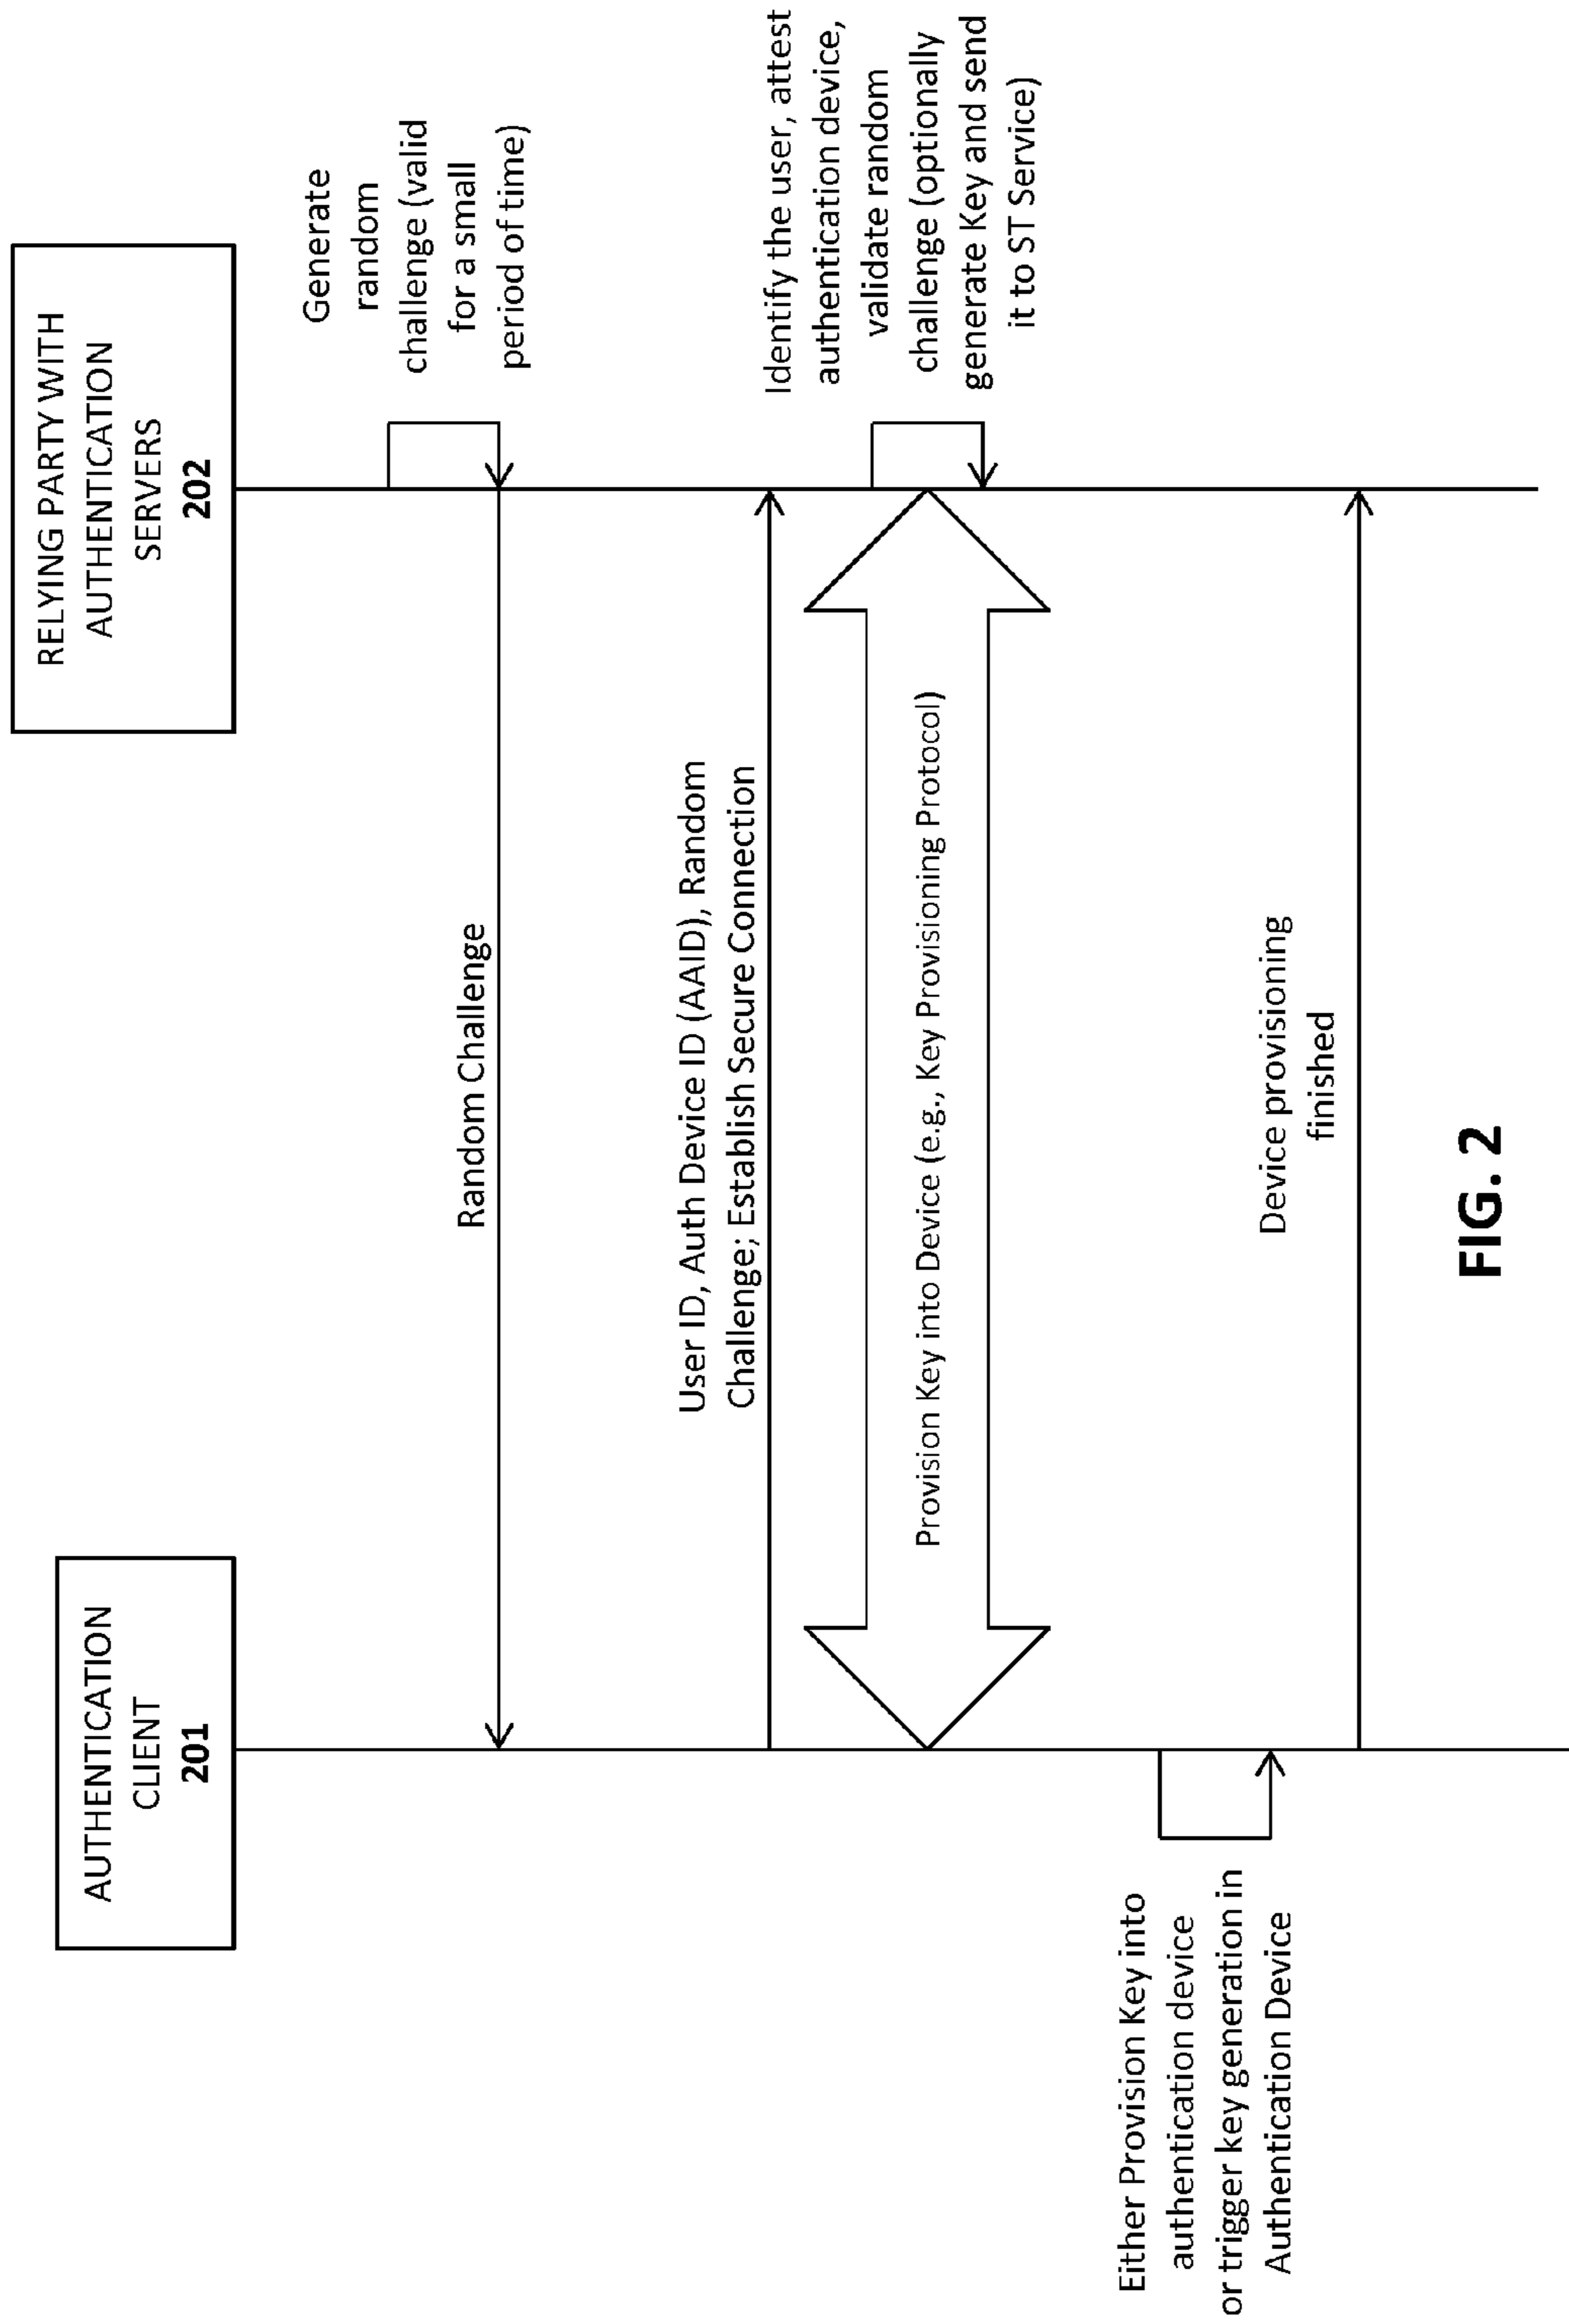 AUTHENTICATION
CLIENT
201
RELYING PARTY WITH
AUTHENTICATION
SERVERS
202
Generate
random
challenge (valid
for a small
period of time)
Random Challenge
User ID, Auth Device ID (AAID), Random
Challenge; Establish Secure Connection
Identify the user, attest
authentication device,
validate random
challenge (optionally
generate Key and send
it to ST Service)
Provision Key into Device (e.g., Key Provisioning Protocol)
Either Provision Key into
authentication device
or trigger key generation in
Authentication Device
Device provisioning
finished
FIG. 2